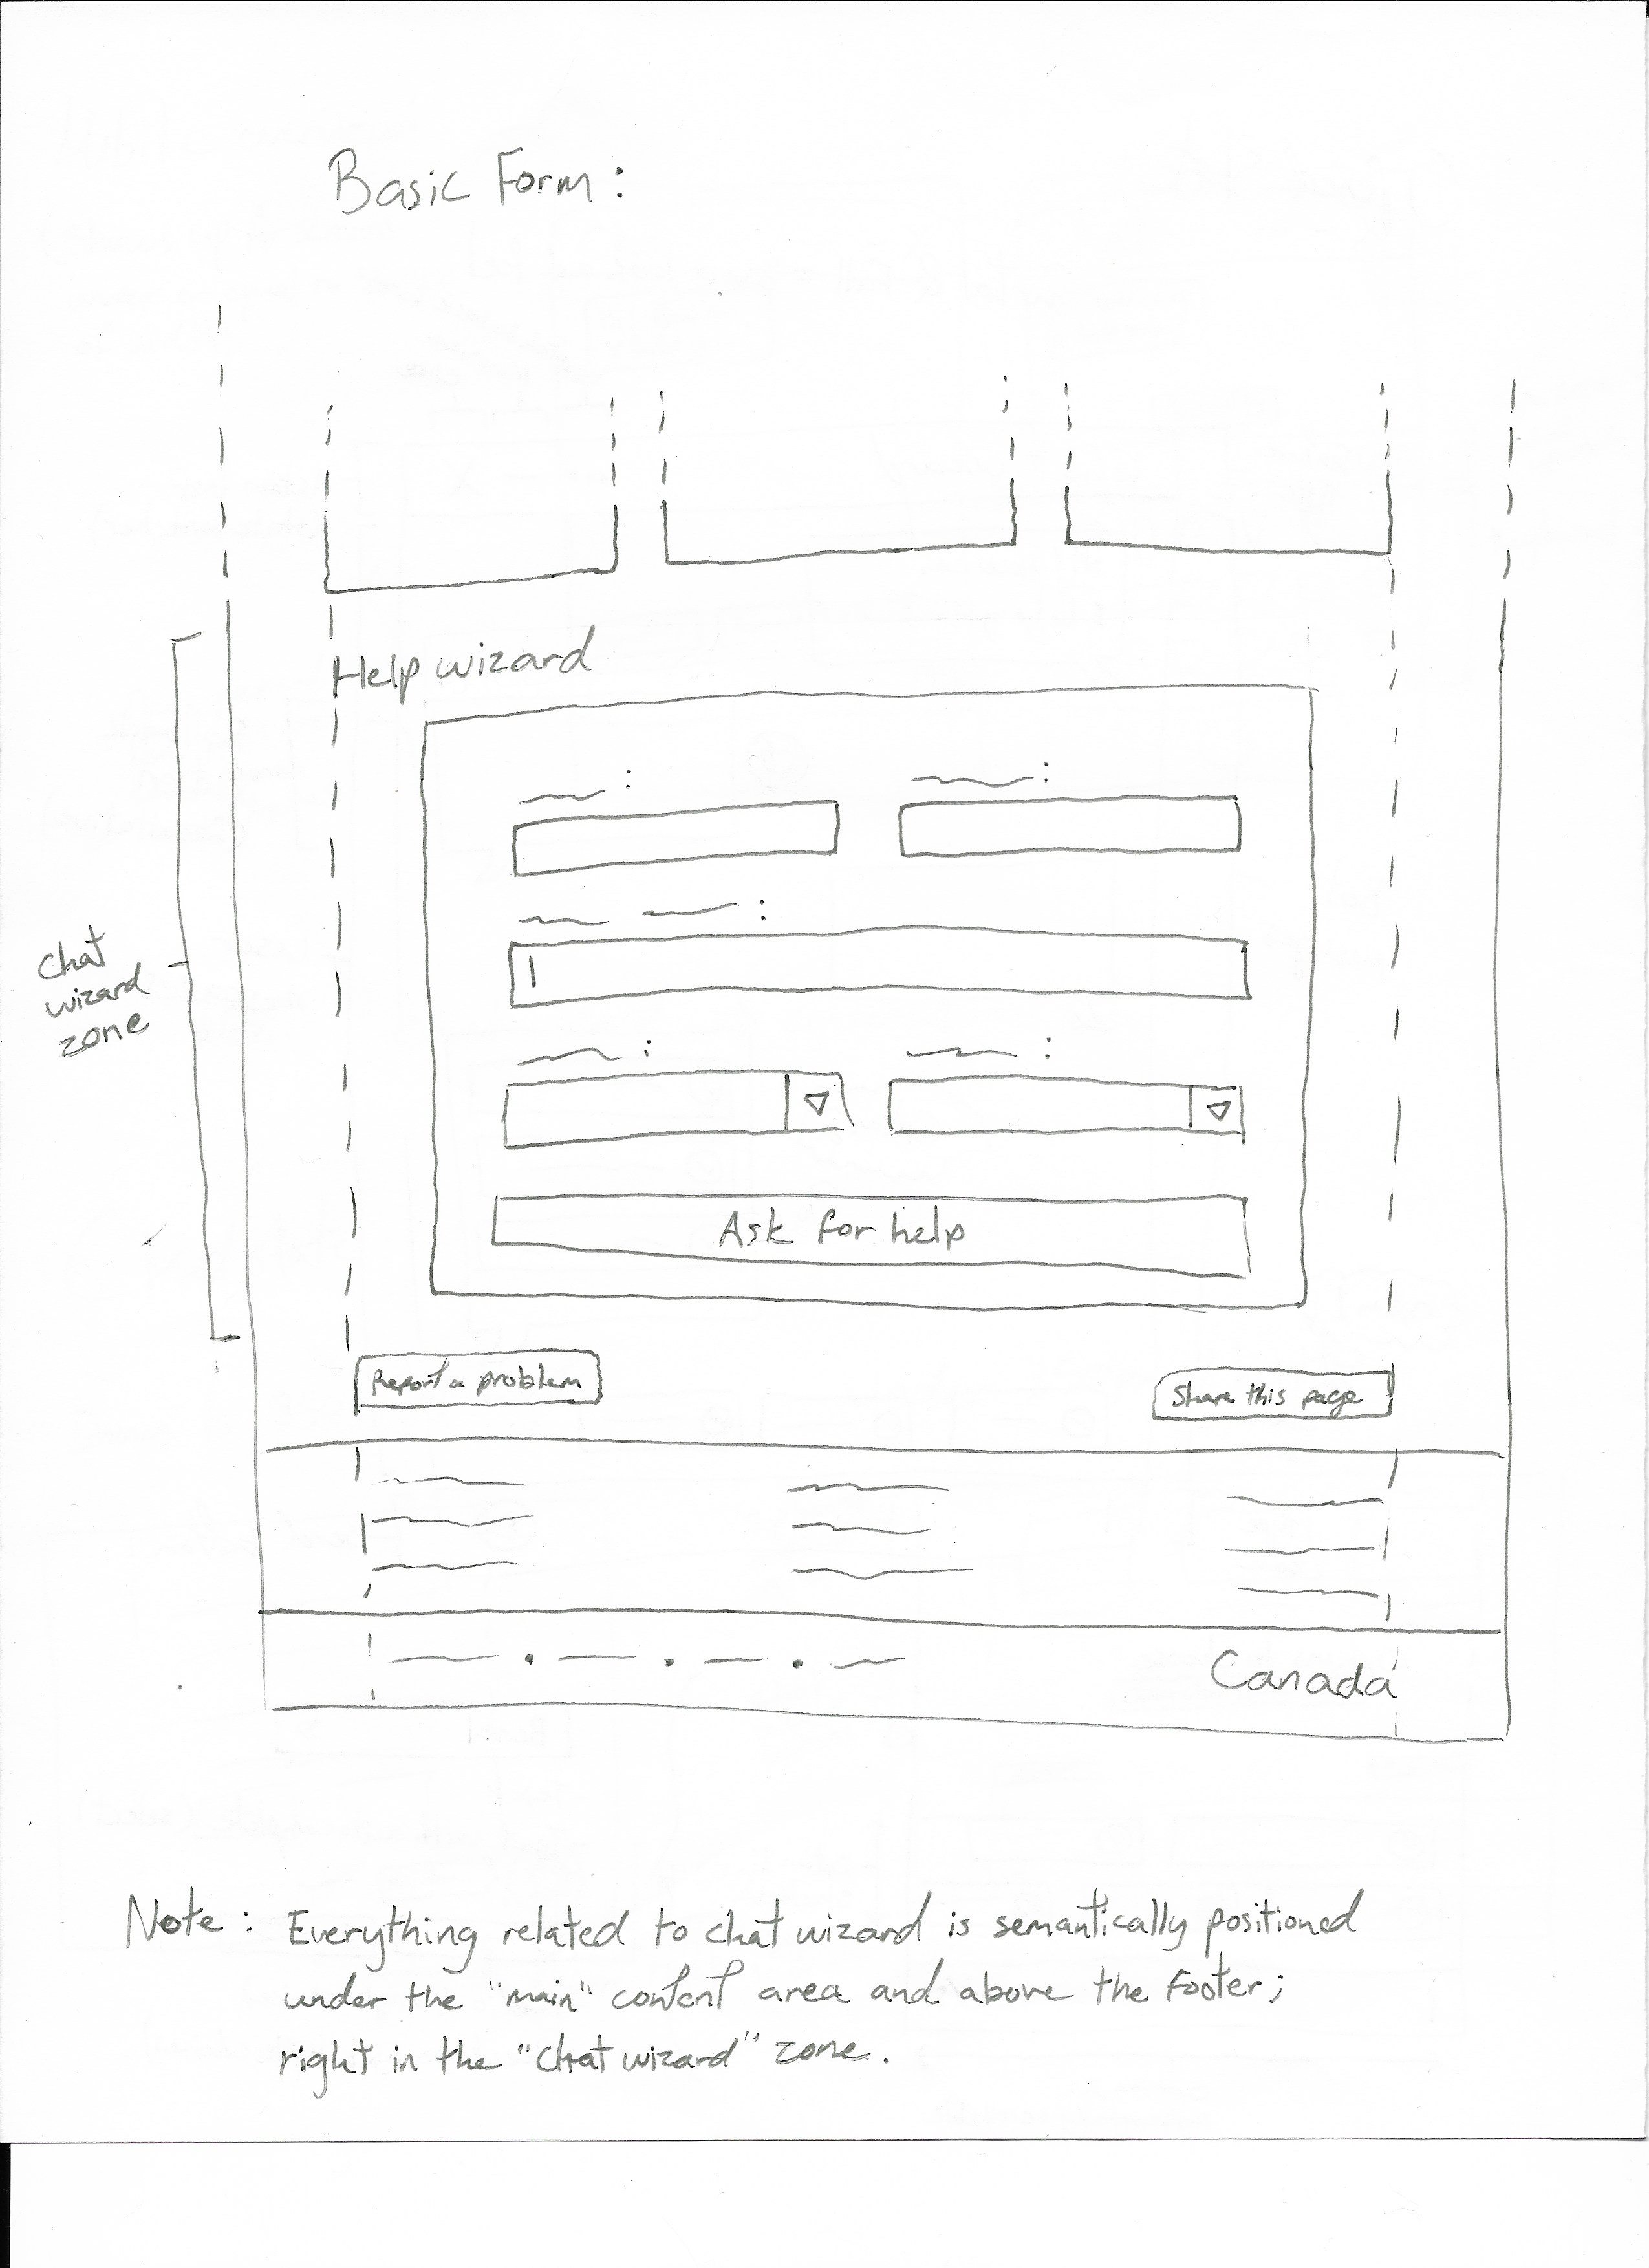 Basic Form:
Help wizard
Chat
wizard
zone
Ask for help
Report a problem
Share this page
Canada
Note: Everything related to chat wizard is semantically positioned
under the "main" content area and above the footer;
right in the "chat wizard" zone.